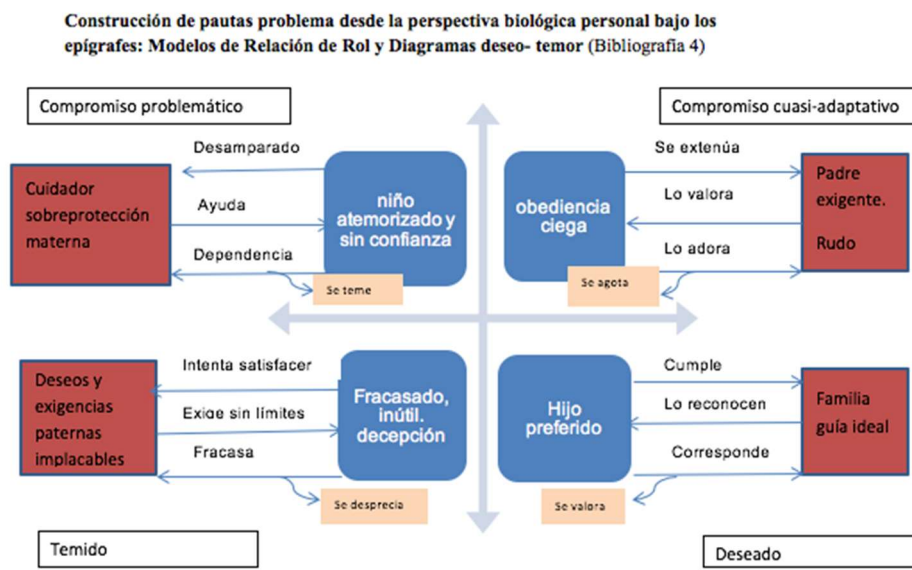 Construcción de pautas problema desde la perspectiva biológica personal bajo los
epígrafes: Modelos de Relación de Rol y Diagramas deseo- temor (Bibliografía 4)
Compromiso problemático
Compromiso cuasi-adaptativo
Desamparado
Cuidador
sobreprotección
materna
Ayuda
Dependencia
niño
atemorizado y
sin confianza
Se teme
obediencia
ciega
Se extenúa
Lo valora
Lo adora
Se agota
Padre
exigente.
Rudo
Deseos y
exigencias
paternas
implacables
Intenta satisfacer
Exige sin límites
Fracasa
Fracasado,
inútil.
decepción
Se desprecia
Hijo
preferido
Cumple
Lo reconocen
Corresponde
Se valora
Familia
guía ideal
Temido
Deseado